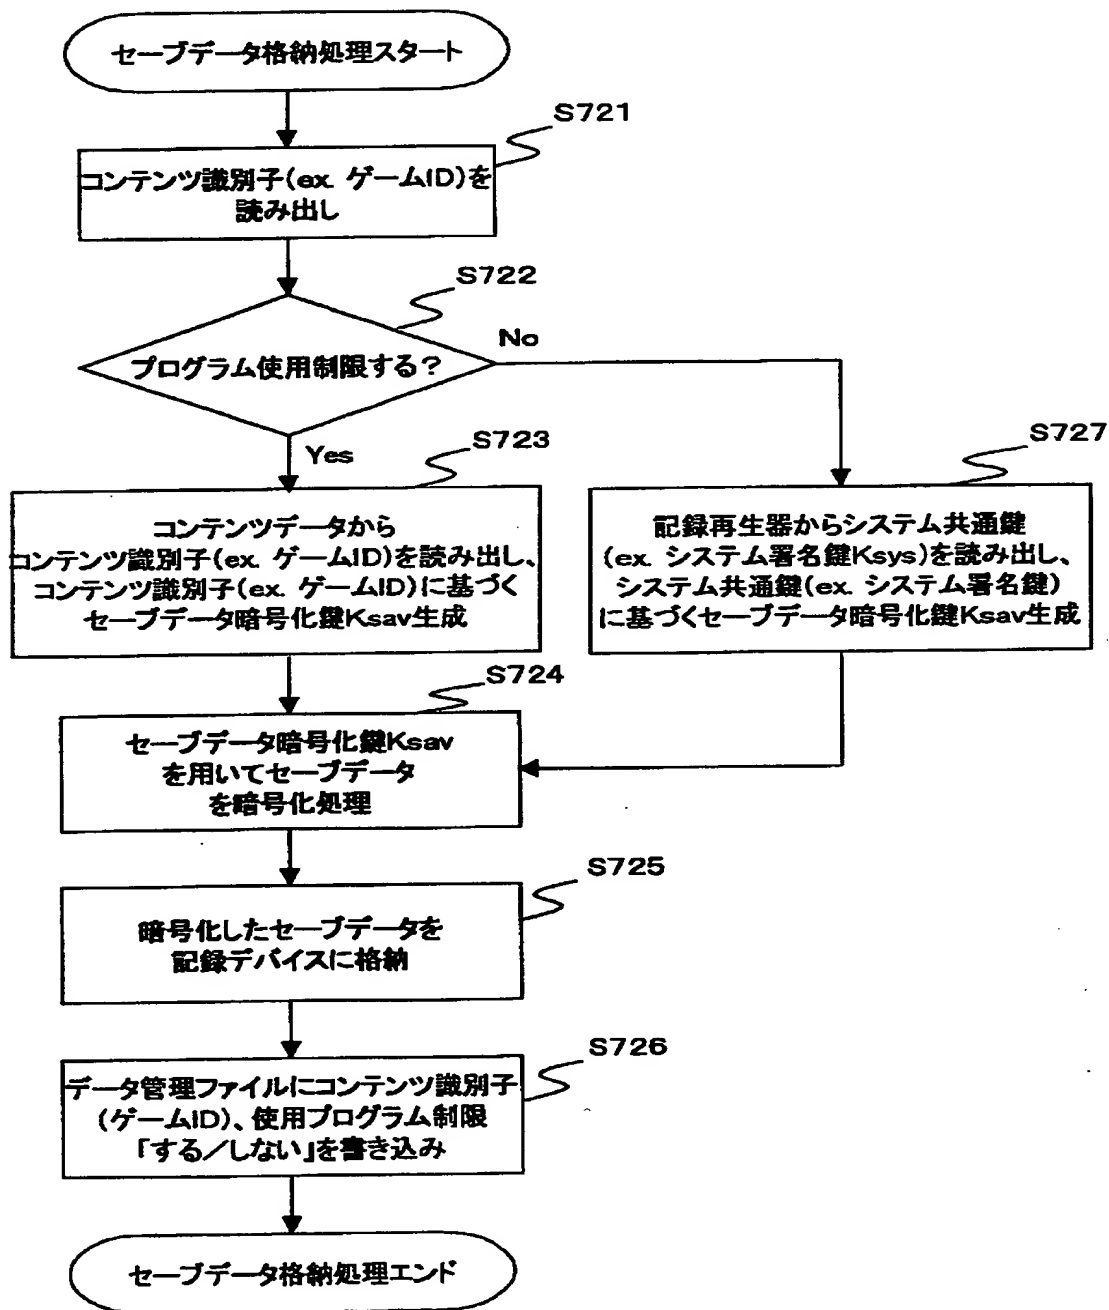 セーブデータ格納処理スタート
S721
コンテンツ識別子(ex. ゲームID)を
読み出し
S722
プログラム使用制限する?
No
Yes
S723
コンテンツデータから
コンテンツ識別子(ex. ゲームID)を読み出し、
コンテンツ識別子(ex. ゲームID)に基づく
セーブデータ暗号化鍵Ksav生成
S727
記録再生器からシステム共通鍵
(ex. システム署名鍵Ksys)を読み出し、
システム共通鍵(ex. システム署名鍵)
に基づくセーブデータ暗号化鍵Ksav生成
S724
セーブデータ暗号化鍵Ksav
を用いてセーブデータ
を暗号化処理
S725
暗号化したセーブデータを
記録デバイスに格納
S726
データ管理ファイルにコンテンツ識別子
(ゲームID)、使用プログラム制限
「する/しない」を書き込み
セーブデータ格納処理エンド